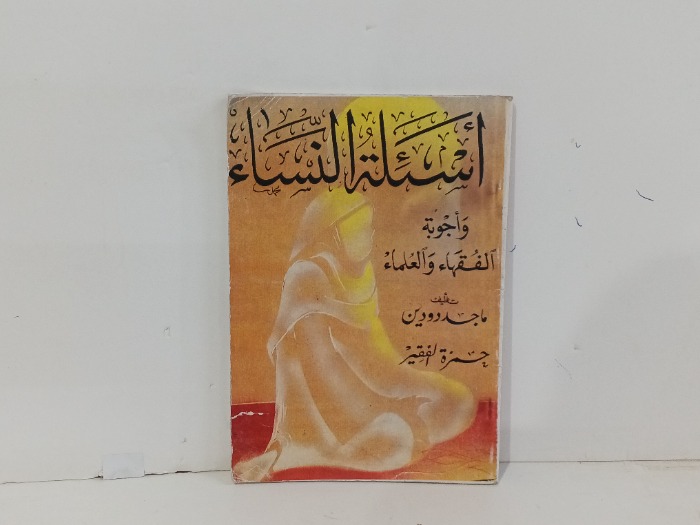 أسئلة النساء
وأجوبة
الفقهاء والعلماء
تأليف
ماجد دودين
حمزة الفقير